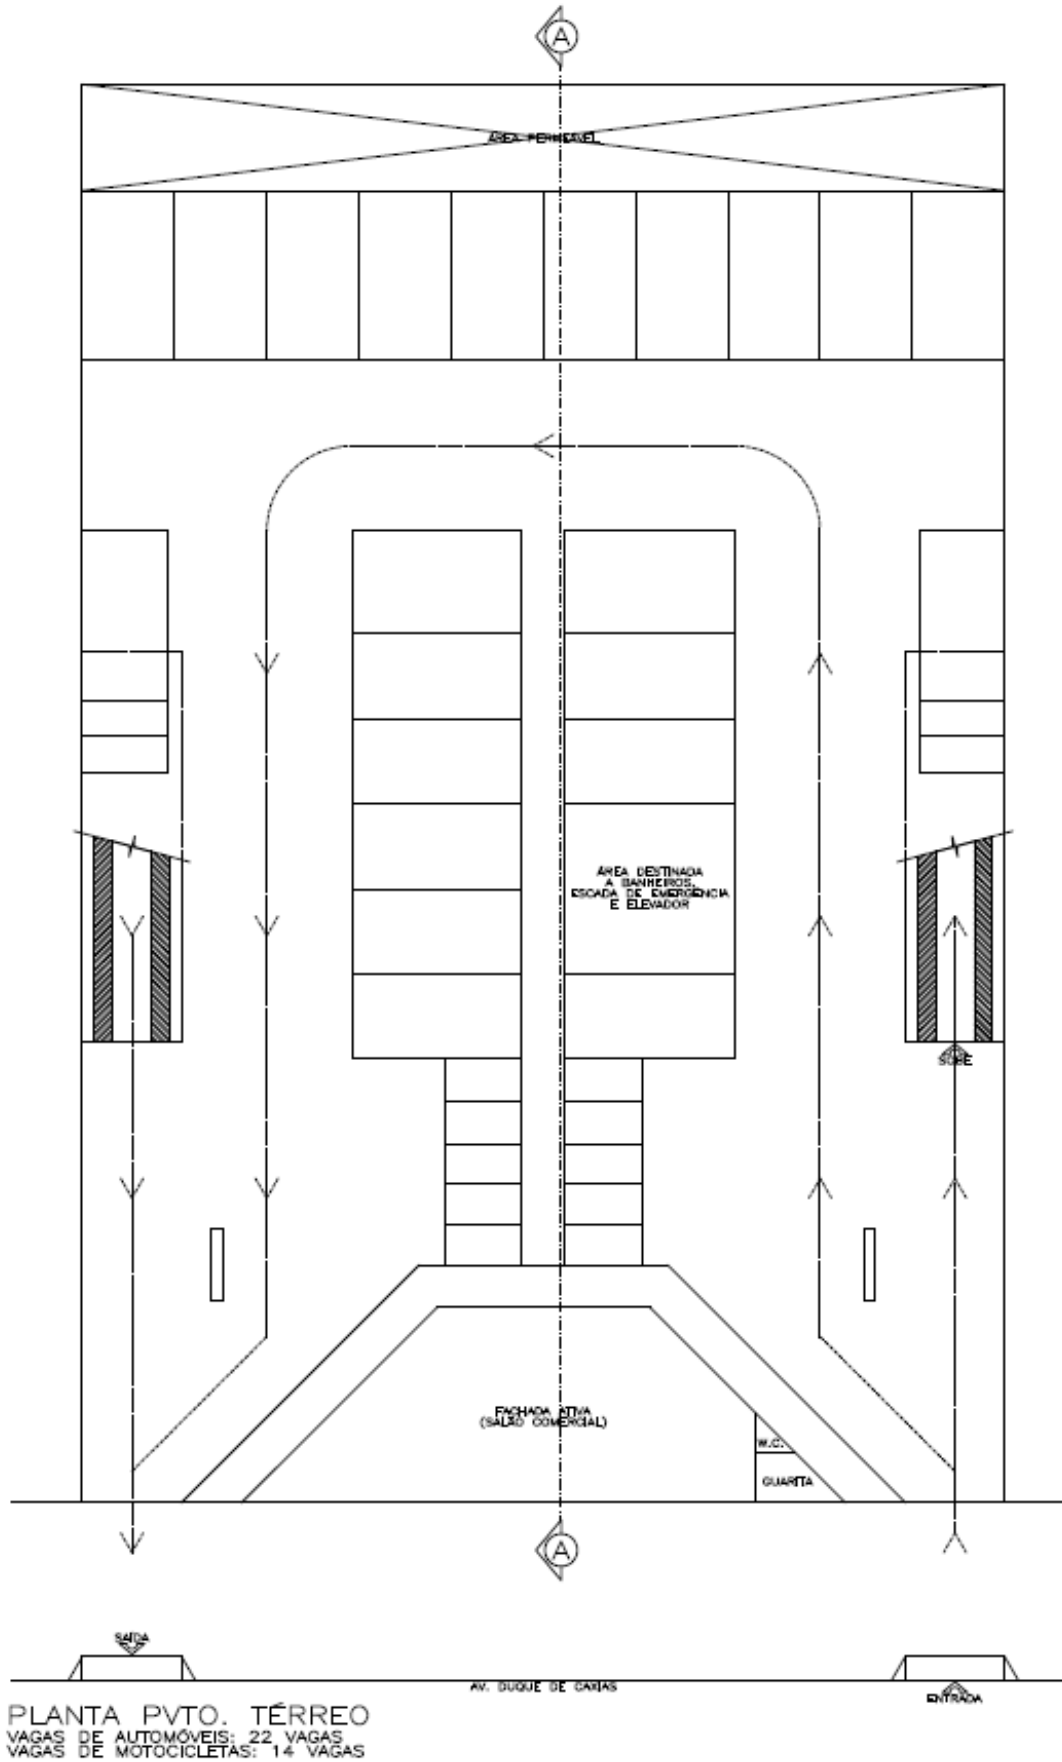 A
ÁREA PERMEÁVEL
ÁREA DESTINADA
A BANHEIROS,
ESCADA DE EMERGÊNCIA
E ELEVADOR
SOBE
FACHADA ATIVA
(SALÃO COMERCIAL)
W.C.
GUARITA
A
SAÍDA
AV. DUQUE DE CAXIAS
ENTRADA
PLANTA PVTO. TÉRREO
VAGAS DE AUTOMÓVEIS: 22 VAGAS
VAGAS DE MOTOCICLETAS: 14 VAGAS